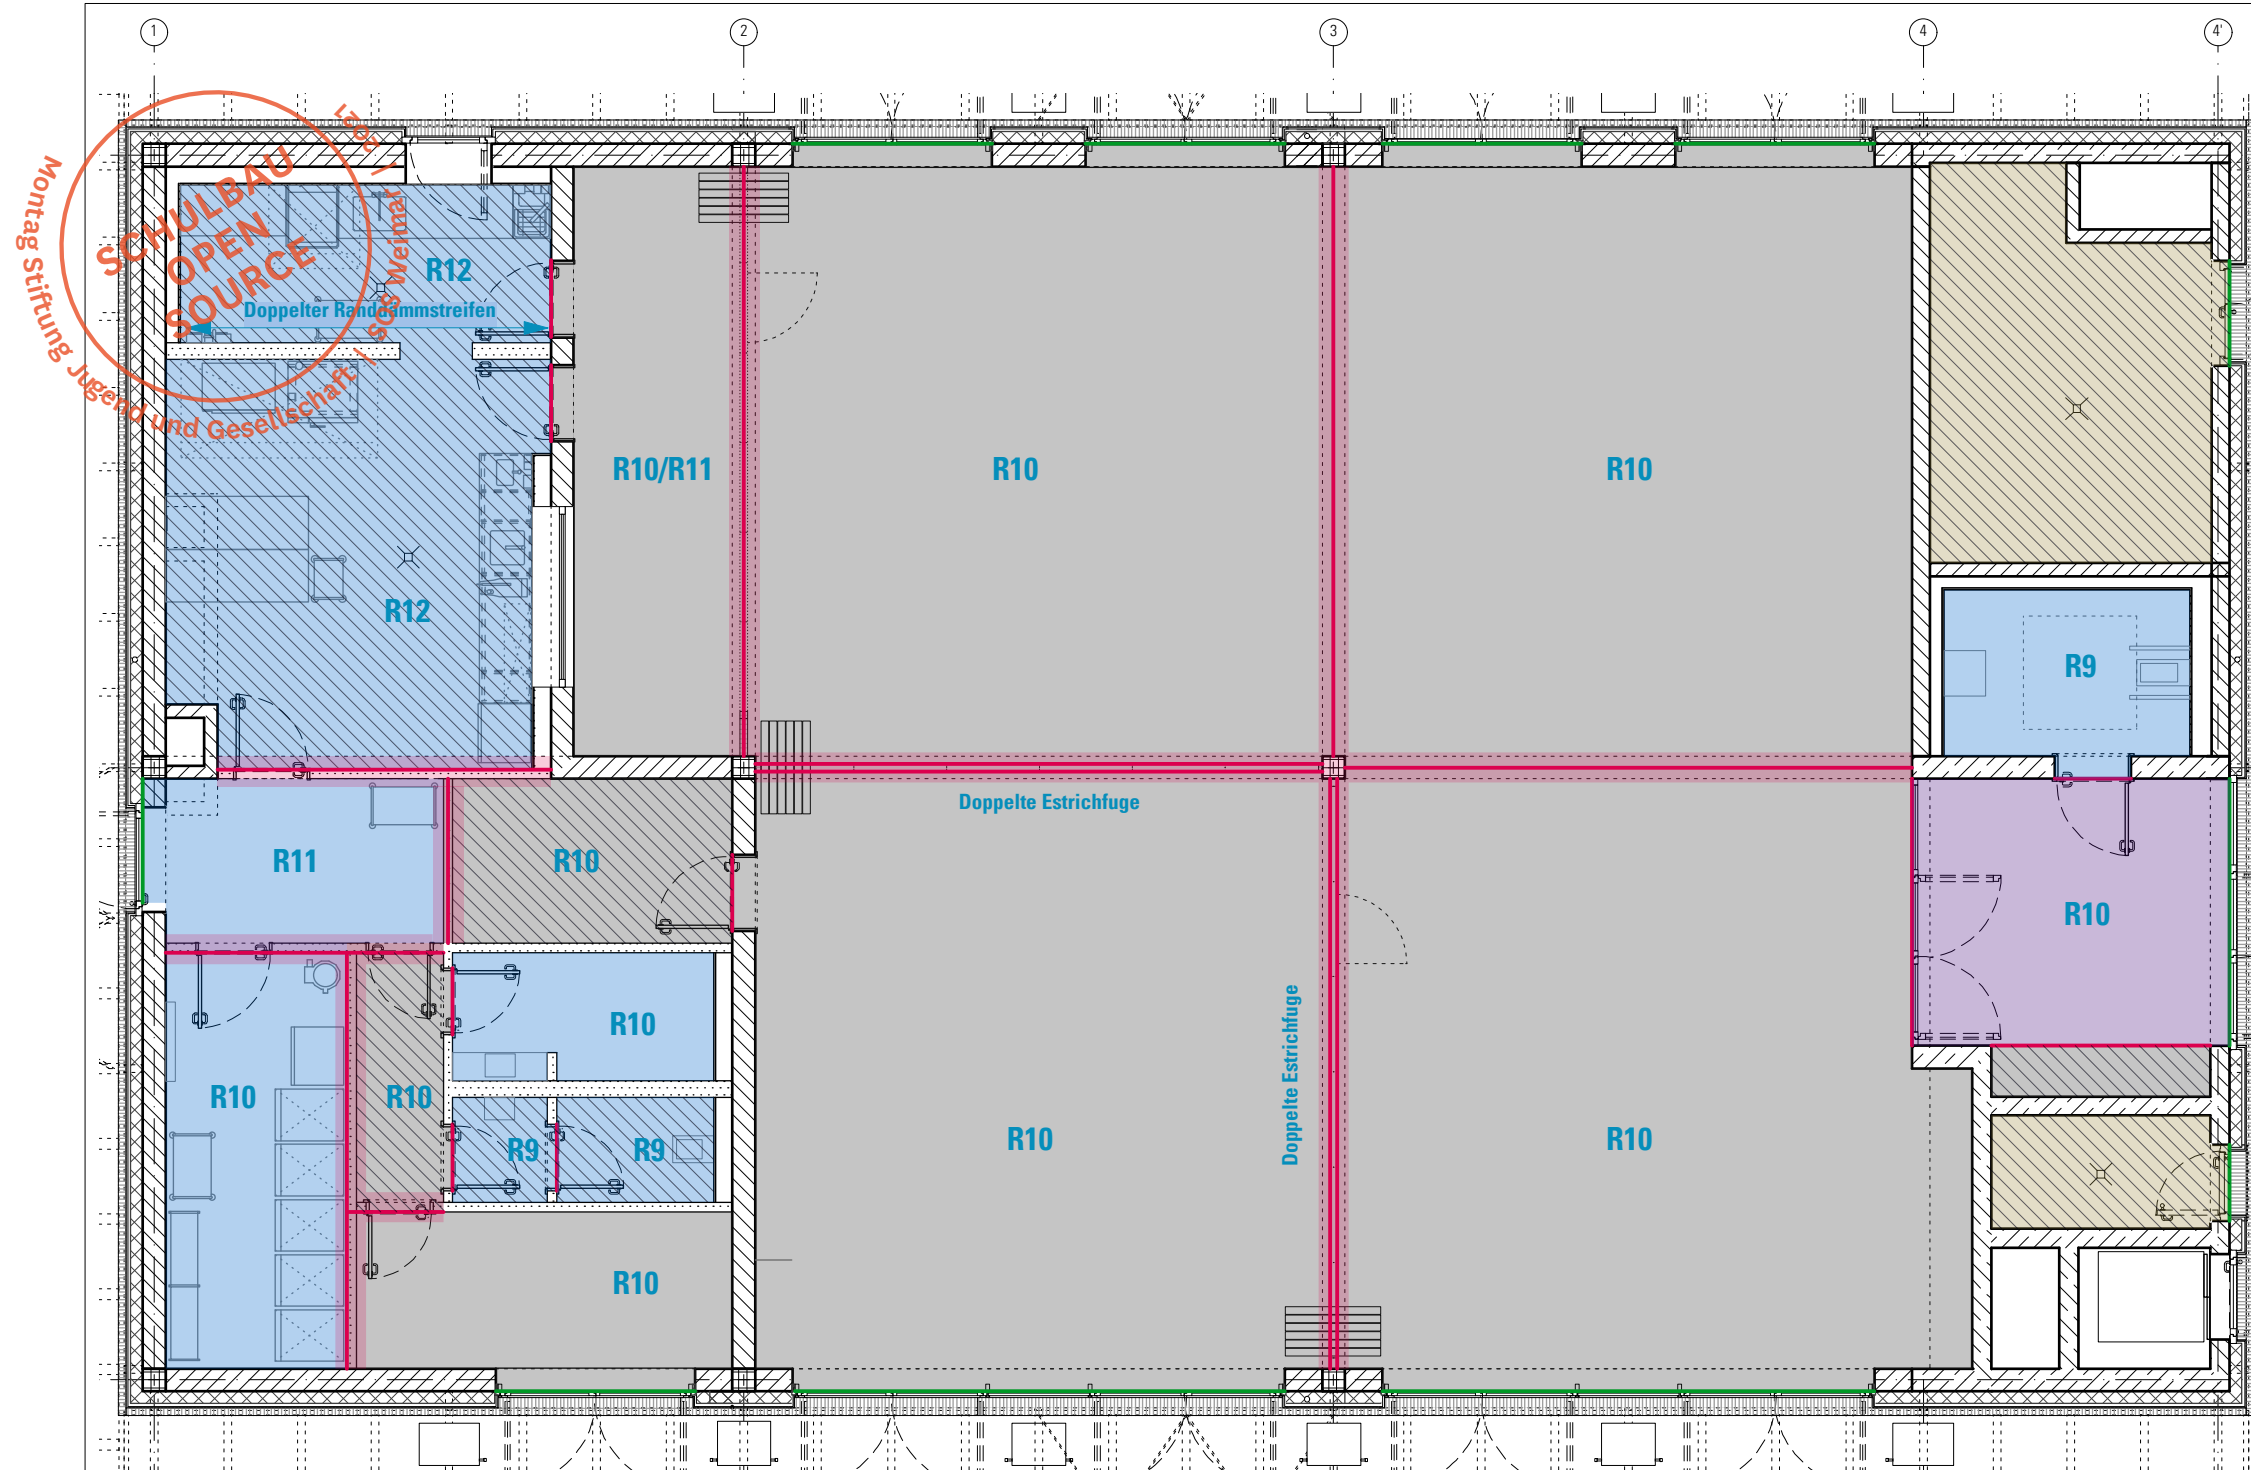 1
2
3
4
4'
SCHULBAU
OPEN
SOURCE
Montag Stiftung Jugend und Gesellschaft | SOS Weimar | 2021
R12
Doppelter Randdämmstreifen
R10/R11
R10
R10
R12
R9
Doppelte Estrichfuge
R11
R10
R10
R10
Doppelte Estrichfuge
R10
R10
R9
R9
R10
R10
R10